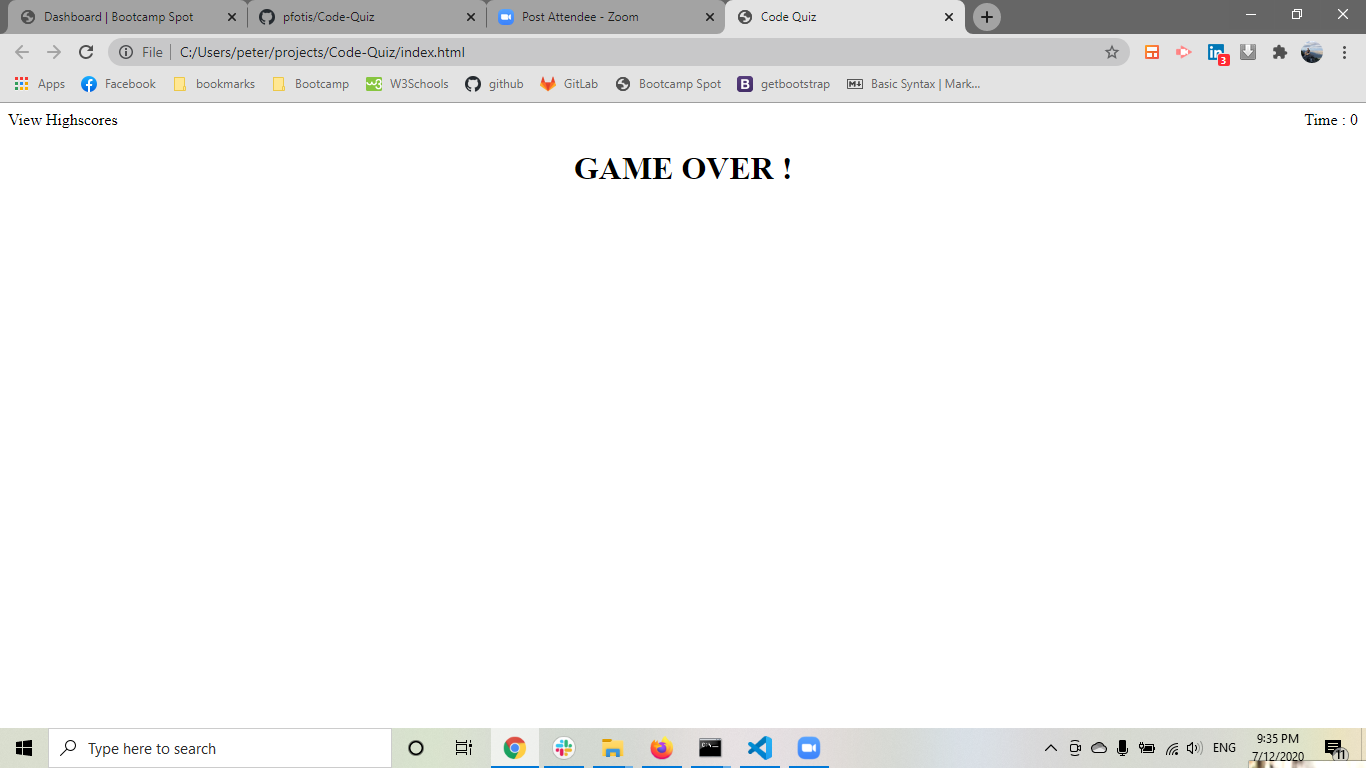 Dashboard | Bootcamp Spot
pfotis/Code-Quiz
Post Attendee - Zoom
Code Quiz
File
C:/Users/peter/projects/Code-Quiz/index.html
3
Apps
Facebook
bookmarks
Bootcamp
W3Schools
github
GitLab
Bootcamp Spot
getbootstrap
Basic Syntax | Mark...
View Highscores
Time : 0
GAME OVER !
Type here to search
ENG
9:35 PM
7/12/2020
11